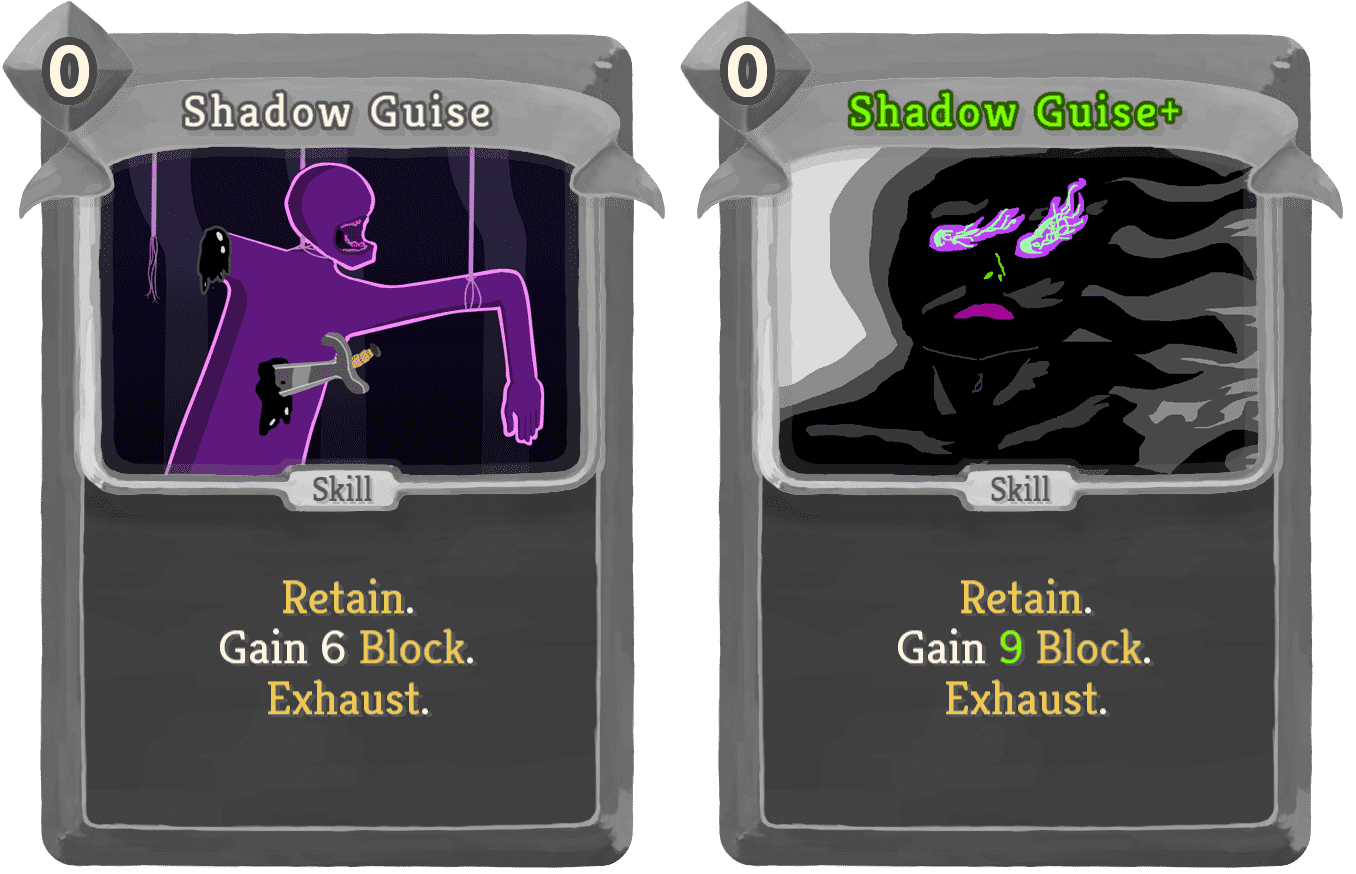 0
Shadow Guise
Skill
Retain.
Gain 6 Block.
Exhaust.
0
Shadow Guise+
Skill
Retain.
Gain 9 Block.
Exhaust.